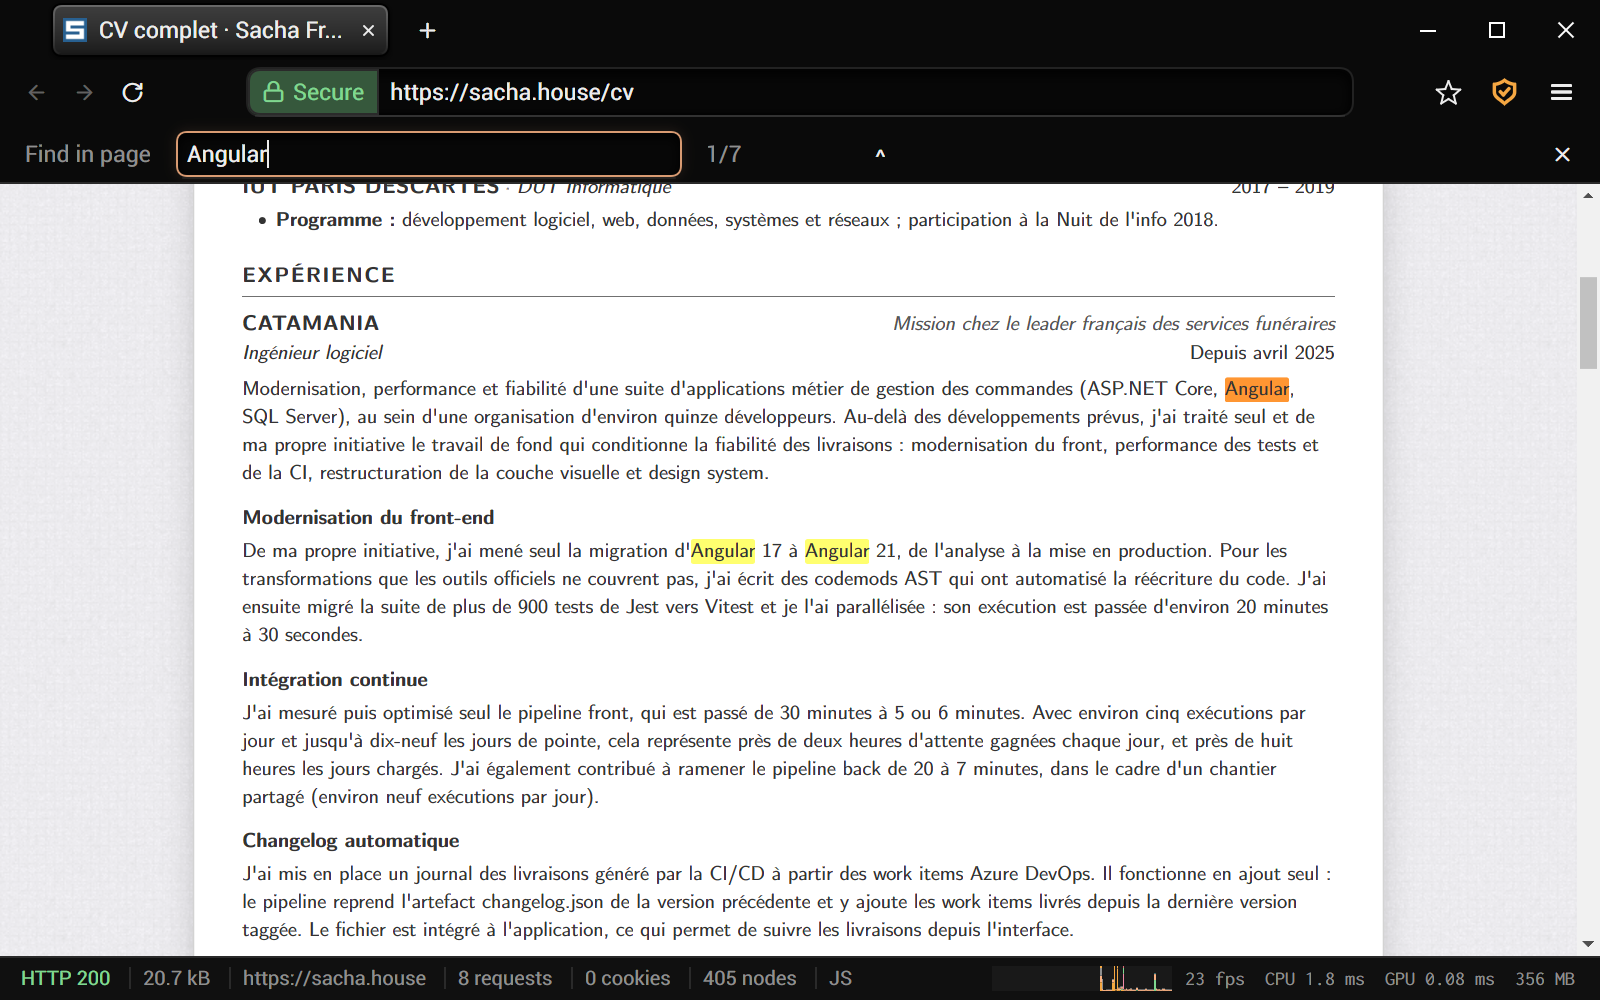 CV complet · Sacha Fr...
Secure
https://sacha.house/cv
Find in page
Angular
1/7
IUT PARIS DESCARTES · DUT Informatique
2017 – 2019
• Programme : développement logiciel, web, données, systèmes et réseaux ; participation à la Nuit de l'info 2018.
EXPÉRIENCE
CATAMANIA
Mission chez le leader français des services funéraires
Ingénieur logiciel
Depuis avril 2025
Modernisation, performance et fiabilité d'une suite d'applications métier de gestion des commandes (ASP.NET Core, Angular,
SQL Server), au sein d'une organisation d'environ quinze développeurs. Au-delà des développements prévus, j'ai traité seul et de
ma propre initiative le travail de fond qui conditionne la fiabilité des livraisons : modernisation du front, performance des tests et
de la CI, restructuration de la couche visuelle et design system.
Modernisation du front-end
De ma propre initiative, j'ai mené seul la migration d'Angular 17 à Angular 21, de l'analyse à la mise en production. Pour les
transformations que les outils officiels ne couvrent pas, j'ai écrit des codemods AST qui ont automatisé la réécriture du code. J'ai
ensuite migré la suite de plus de 900 tests de Jest vers Vitest et je l'ai parallélisée : son exécution est passée d'environ 20 minutes
à 30 secondes.
Intégration continue
J'ai mesuré puis optimisé seul le pipeline front, qui est passé de 30 minutes à 5 ou 6 minutes. Avec environ cinq exécutions par
jour et jusqu'à dix-neuf les jours de pointe, cela représente près de deux heures d'attente gagnées chaque jour, et près de huit
heures les jours chargés. J'ai également contribué à ramener le pipeline back de 20 à 7 minutes, dans le cadre d'un chantier
partagé (environ neuf exécutions par jour).
Changelog automatique
J'ai mis en place un journal des livraisons généré par la CI/CD à partir des work items Azure DevOps. Il fonctionne en ajout seul :
le pipeline reprend l'artefact changelog.json de la version précédente et y ajoute les work items livrés depuis la dernière version
taggée. Le fichier est intégré à l'application, ce qui permet de suivre les livraisons depuis l'interface.
HTTP 200
20.7 kB
https://sacha.house
8 requests
0 cookies
405 nodes
JS
23 fps
CPU 1.8 ms
GPU 0.08 ms
356 MB